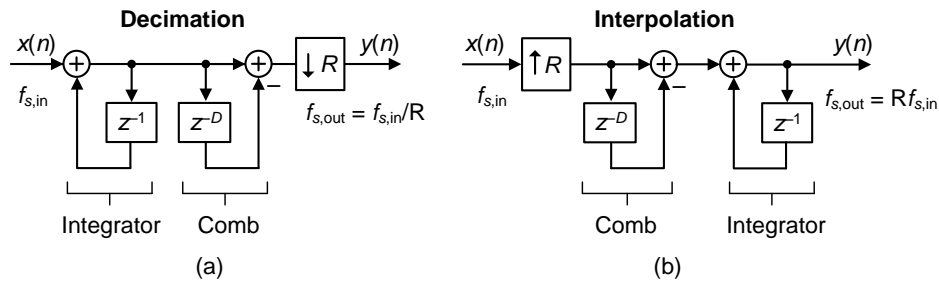 Decimation
x(n)
y(n)
↓ R
f_s,in
f_s,out = f_s,in/R
z^–1
z^–D
Integrator
Comb
(a)
Interpolation
x(n)
y(n)
↑ R
f_s,in
f_s,out = Rf_s,in
z^–D
z^–1
Comb
Integrator
(b)